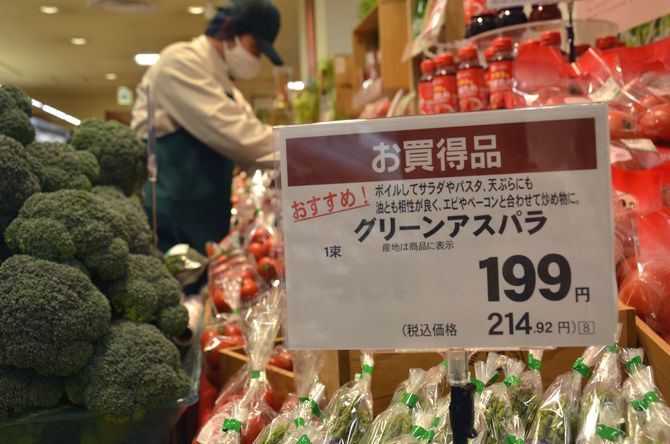 お買得品
おすすめ!
ボイルしてサラダやパスタ、天ぷらにも
油とも相性が良く、エビやベーコンと合わせて炒め物に。
グリーンアスパラ
1束
産地は商品に表示
199円
(税込価格 214.92円) 8